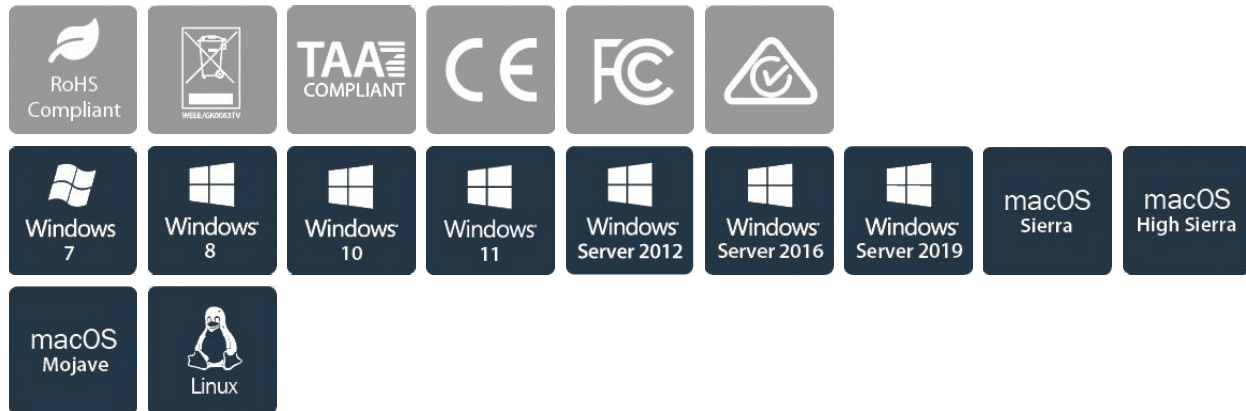 RoHS
Compliant
WEEE/GK0063TV
TAA
COMPLIANT
CE
FC
Windows
7
Windows
8
Windows
10
Windows
11
Windows
Server 2012
Windows
Server 2016
Windows
Server 2019
macOS
Sierra
macOS
High Sierra
macOS
Mojave
Linux